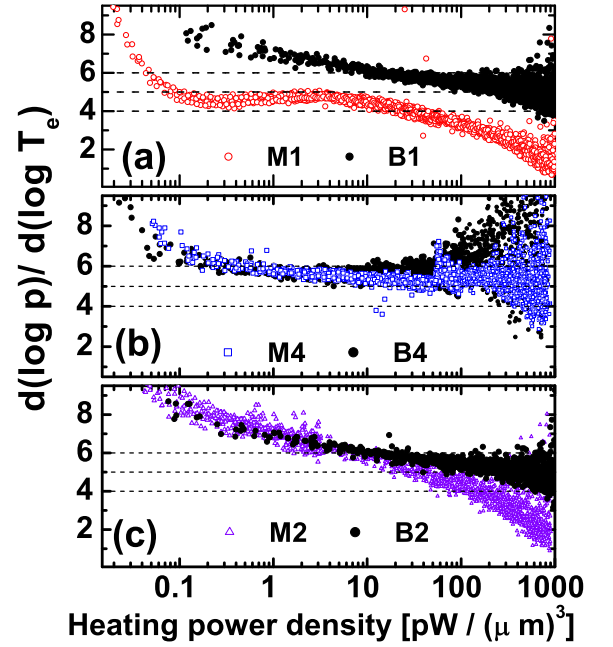 d(log p)/ d(log Tₑ)
8
6
4
2
(a)
M1
B1
8
6
4
2
(b)
M4
B4
8
6
4
2
(c)
M2
B2
0.1 1 10 100 1000
Heating power density [pW / (μ m)³]